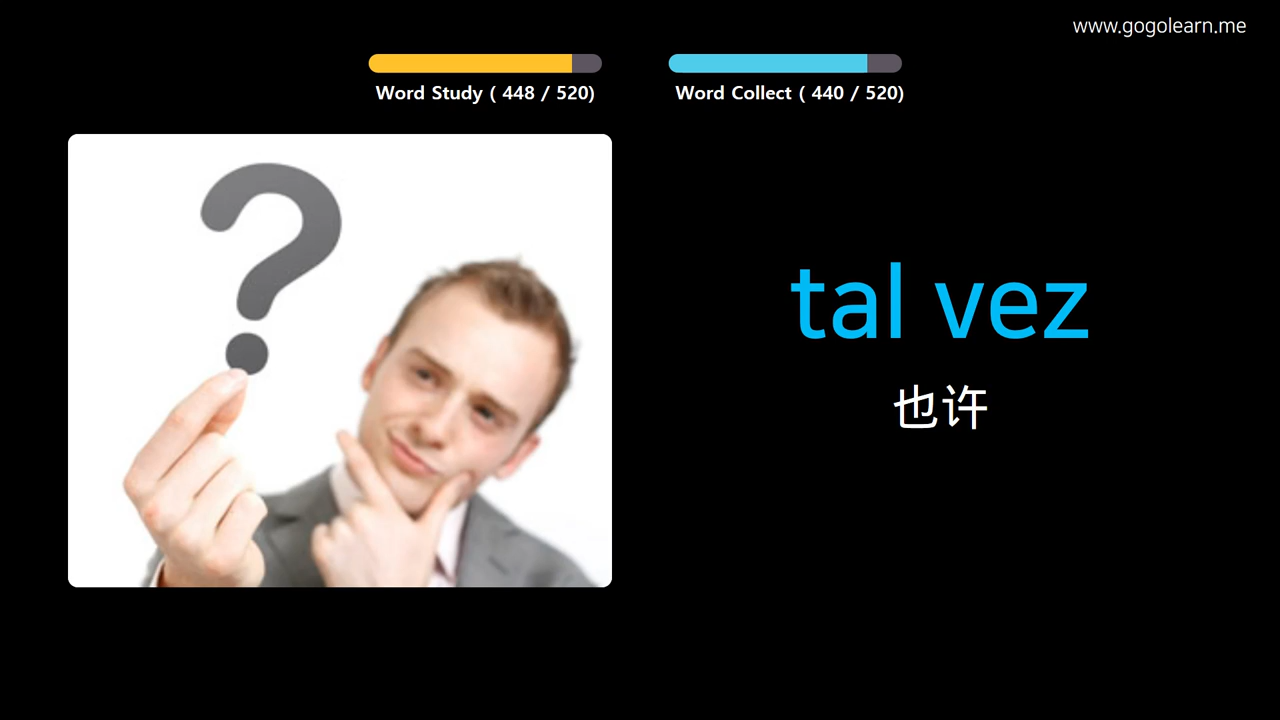 www.gogolearn.me
Word Study ( 448 / 520)
Word Collect ( 440 / 520)
?
tal vez
也许